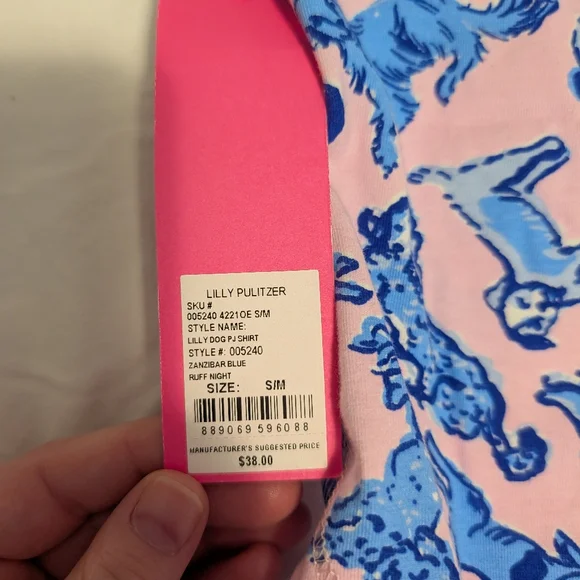 LILLY PULITZER
SKU #
005240 4221OE S/M
STYLE NAME:
LILLY DOG PJ SHIRT
STYLE #: 005240
ZANZIBAR BLUE
RUFF NIGHT
SIZE: S/M
889069 596088
MANUFACTURER'S SUGGESTED PRICE
$38.00